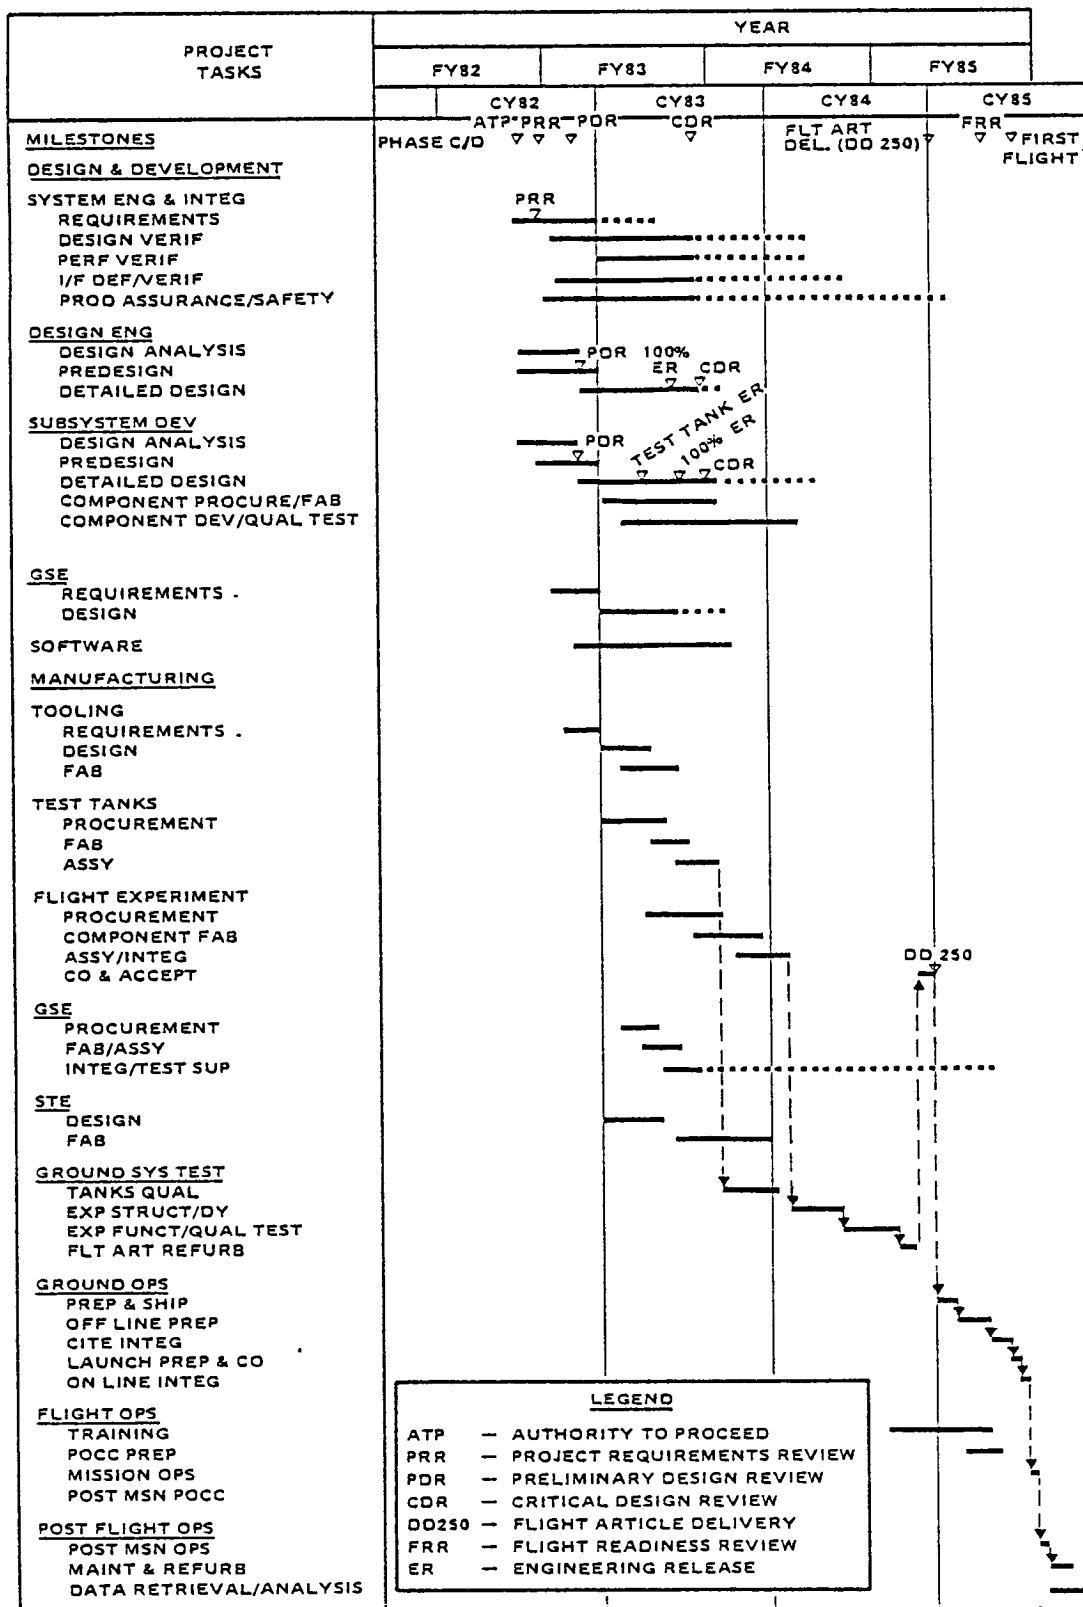 YEAR
PROJECT
TASKS
FY82 FY83 FY84 FY85
CY82 CY83 CY84 CY85
MILESTONES
PHASE C/D ATP PRR PDR CDR FLT ART
DEL. (DD 250) FRR FIRST
FLIGHT
DESIGN & DEVELOPMENT
SYSTEM ENG & INTEG
PRR
REQUIREMENTS
DESIGN VERIF
PERF VERIF
I/F DEF/VERIF
PROD ASSURANCE/SAFETY
DESIGN ENG
DESIGN ANALYSIS
PDR 100%
ER CDR
PREDESIGN
DETAILED DESIGN
SUBSYSTEM DEV
DESIGN ANALYSIS
PDR TEST TANK ER
100% ER
CDR
PREDESIGN
DETAILED DESIGN
COMPONENT PROCURE/FAB
COMPONENT DEV/QUAL TEST
GSE
REQUIREMENTS
DESIGN
SOFTWARE
MANUFACTURING
TOOLING
REQUIREMENTS
DESIGN
FAB
TEST TANKS
PROCUREMENT
FAB
ASSY
FLIGHT EXPERIMENT
PROCUREMENT
COMPONENT FAB
ASSY/INTEG
CO & ACCEPT
DD 250
GSE
PROCUREMENT
FAB/ASSY
INTEG/TEST SUP
STE
DESIGN
FAB
GROUND SYS TEST
TANKS QUAL
EXP STRUCT/DY
EXP FUNCT/QUAL TEST
FLT ART REFURB
GROUND OPS
PREP & SHIP
OFF LINE PREP
CITE INTEG
LAUNCH PREP & CO
ON LINE INTEG
FLIGHT OPS
TRAINING
POCC PREP
MISSION OPS
POST MSN POCC
POST FLIGHT OPS
POST MSN OPS
MAINT & REFURB
DATA RETRIEVAL/ANALYSIS
LEGEND
ATP — AUTHORITY TO PROCEED
PRR — PROJECT REQUIREMENTS REVIEW
PDR — PRELIMINARY DESIGN REVIEW
CDR — CRITICAL DESIGN REVIEW
DD250 — FLIGHT ARTICLE DELIVERY
FRR — FLIGHT READINESS REVIEW
ER — ENGINEERING RELEASE